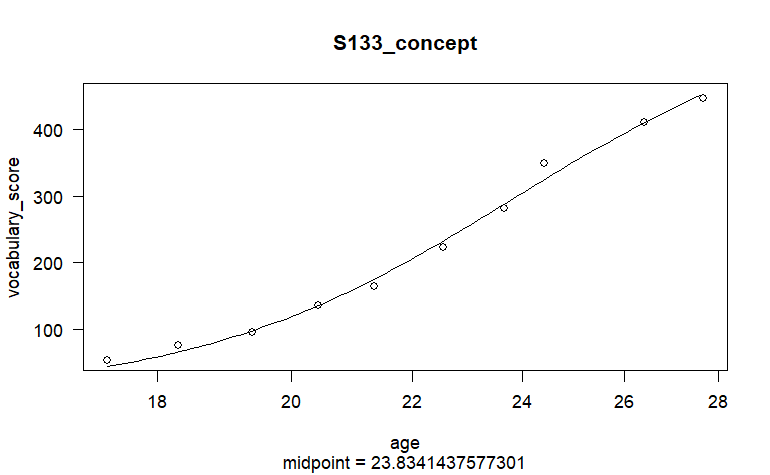 S133_concept
vocabulary_score
400
300
200
100
18 20 22 24 26 28
age
midpoint = 23.8341437577301